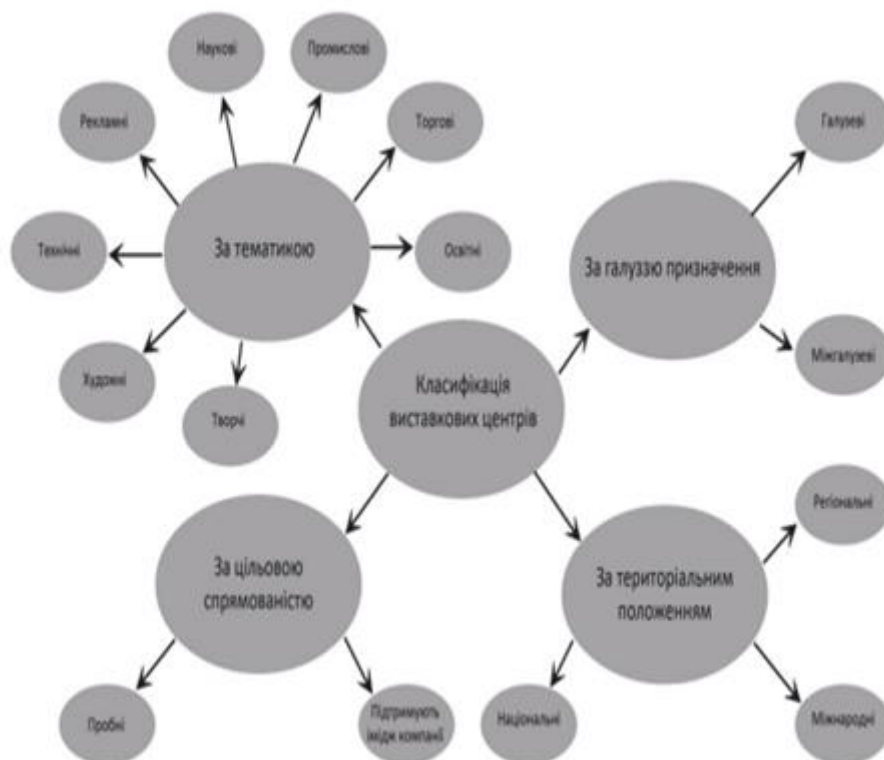 Наукові
Промислові
Рекламні
Торгові
Галузеві
Технічні
За тематикою
Освітні
За галуззю призначення
Художні
Творчі
Класифікація
виставкових центрів
Міжгалузеві
Регіональні
За цільовою
спрямованістю
За територіальним
положенням
Пробні
Підтримують
імідж компанії
Національні
Міжнародні